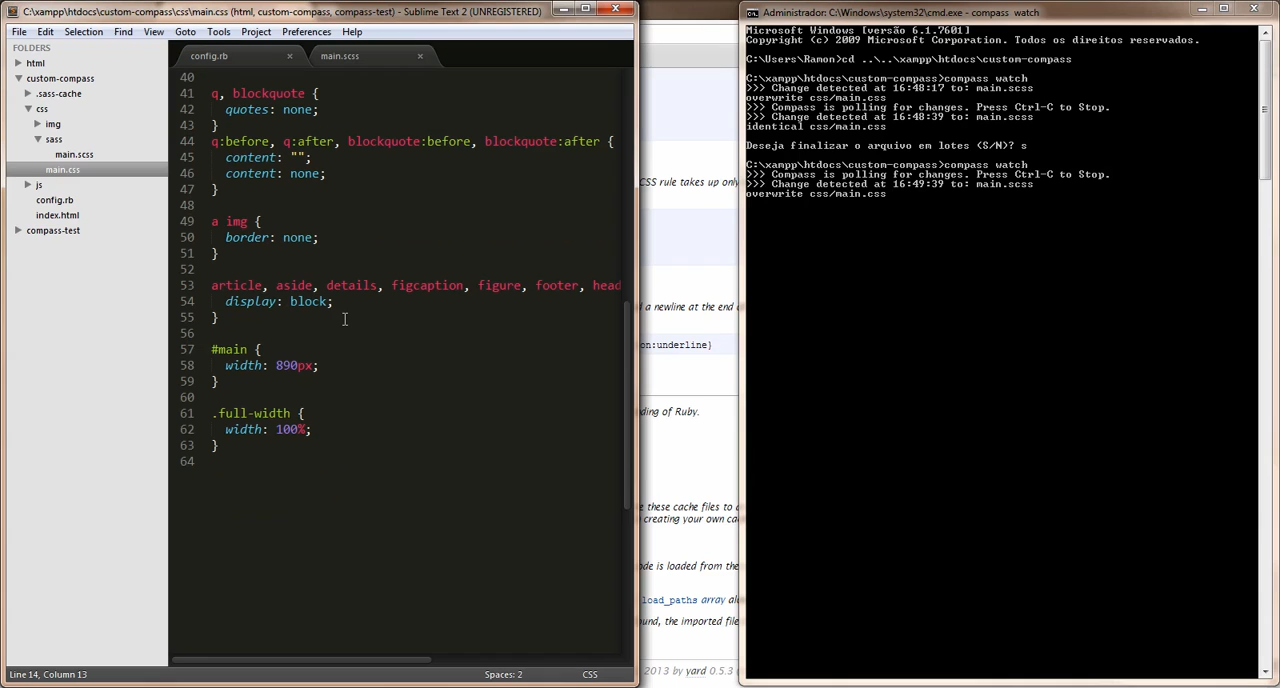 C:\xampp\htdocs\custom-compass\css\main.css (html, custom-compass, compass-test) - Sublime Text 2 (UNREGISTERED)
File Edit Selection Find View Goto Tools Project Preferences Help
FOLDERS
html
custom-compass
.sass-cache
css
img
sass
main.scss
main.css
js
config.rb
index.html
compass-test
config.rb × main.scss ×
40
41 q, blockquote {
42 quotes: none;
43 }
44 q:before, q:after, blockquote:before, blockquote:after {
45 content: "";
46 content: none;
47 }
48
49 a img {
50 border: none;
51 }
52
53 article, aside, details, figcaption, figure, footer, head
54 display: block;
55 }
56
57 #main {
58 width: 890px;
59 }
60
61 .full-width {
62 width: 100%;
63 }
64
Line 14, Column 13 Spaces: 2 CSS
CSS rule takes up only
d a newline at the end
on:underline}
ding of Ruby.
e these cache files to
creating your own
ode is loaded from the
load_paths array
und, the imported file
2013 by yard 0.5.3
Administrador: C:\Windows\system32\cmd.exe - compass watch
Microsoft Windows [versão 6.1.7601]
Copyright (c) 2009 Microsoft Corporation. Todos os direitos reservados.
C:\Users\Ramon>cd ..\..\xampp\htdocs\custom-compass
C:\xampp\htdocs\custom-compass>compass watch
>>> Change detected at 16:48:17 to: main.scss
overwrite css/main.css
>>> Compass is polling for changes. Press Ctrl-C to Stop.
>>> Change detected at 16:48:39 to: main.scss
identical css/main.css
Deseja finalizar o arquivo em lotes (S/N)? s
C:\xampp\htdocs\custom-compass>compass watch
>>> Compass is polling for changes. Press Ctrl-C to Stop.
>>> Change detected at 16:49:39 to: main.scss
overwrite css/main.css